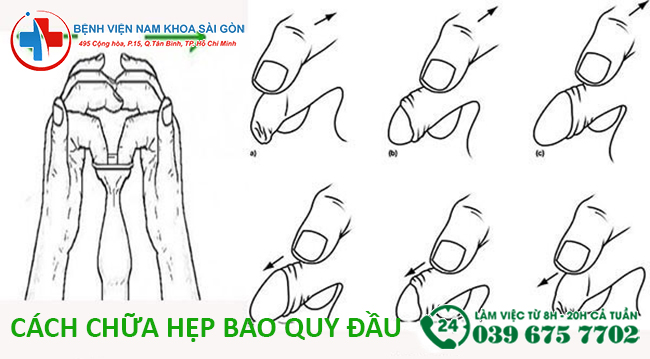 BỆNH VIỆN NAM KHOA SÀI GÒN
495 Cộng hòa, P.15, Q.Tân Bình, TP. Hồ Chí Minh
a)
(b)
(c)
CÁCH CHỮA HẸP BAO QUY ĐẦU
24
LÀM VIỆC TỪ 8H - 20H CẢ TUẦN
039 675 7702